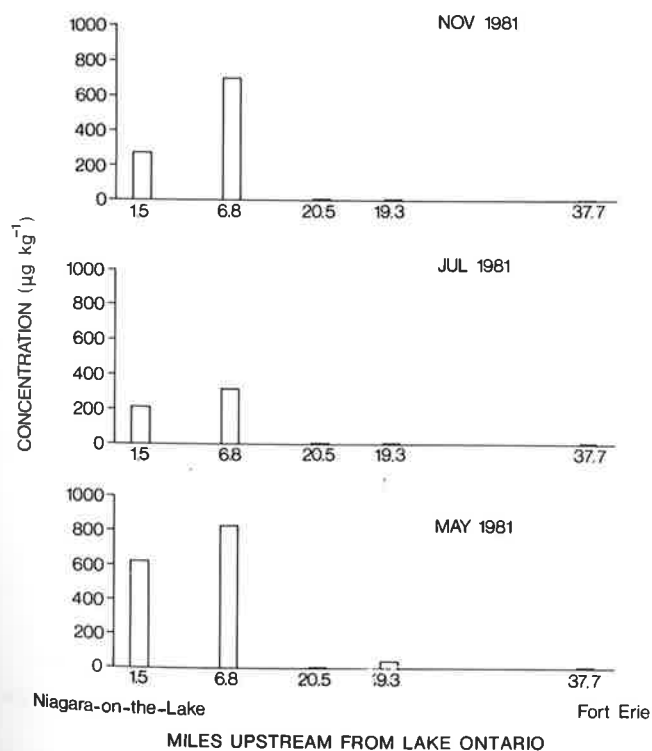 NOV 1981
1000
800
600
400
200
0
1.5 6.8 20.5 19.3 37.7
JUL 1981
1000
800
600
400
200
0
1.5 6.8 20.5 19.3 37.7
MAY 1981
1000
800
600
400
200
0
1.5 6.8 20.5 19.3 37.7
CONCENTRATION (µg kg⁻¹)
Niagara-on-the-Lake Fort Erie
MILES UPSTREAM FROM LAKE ONTARIO